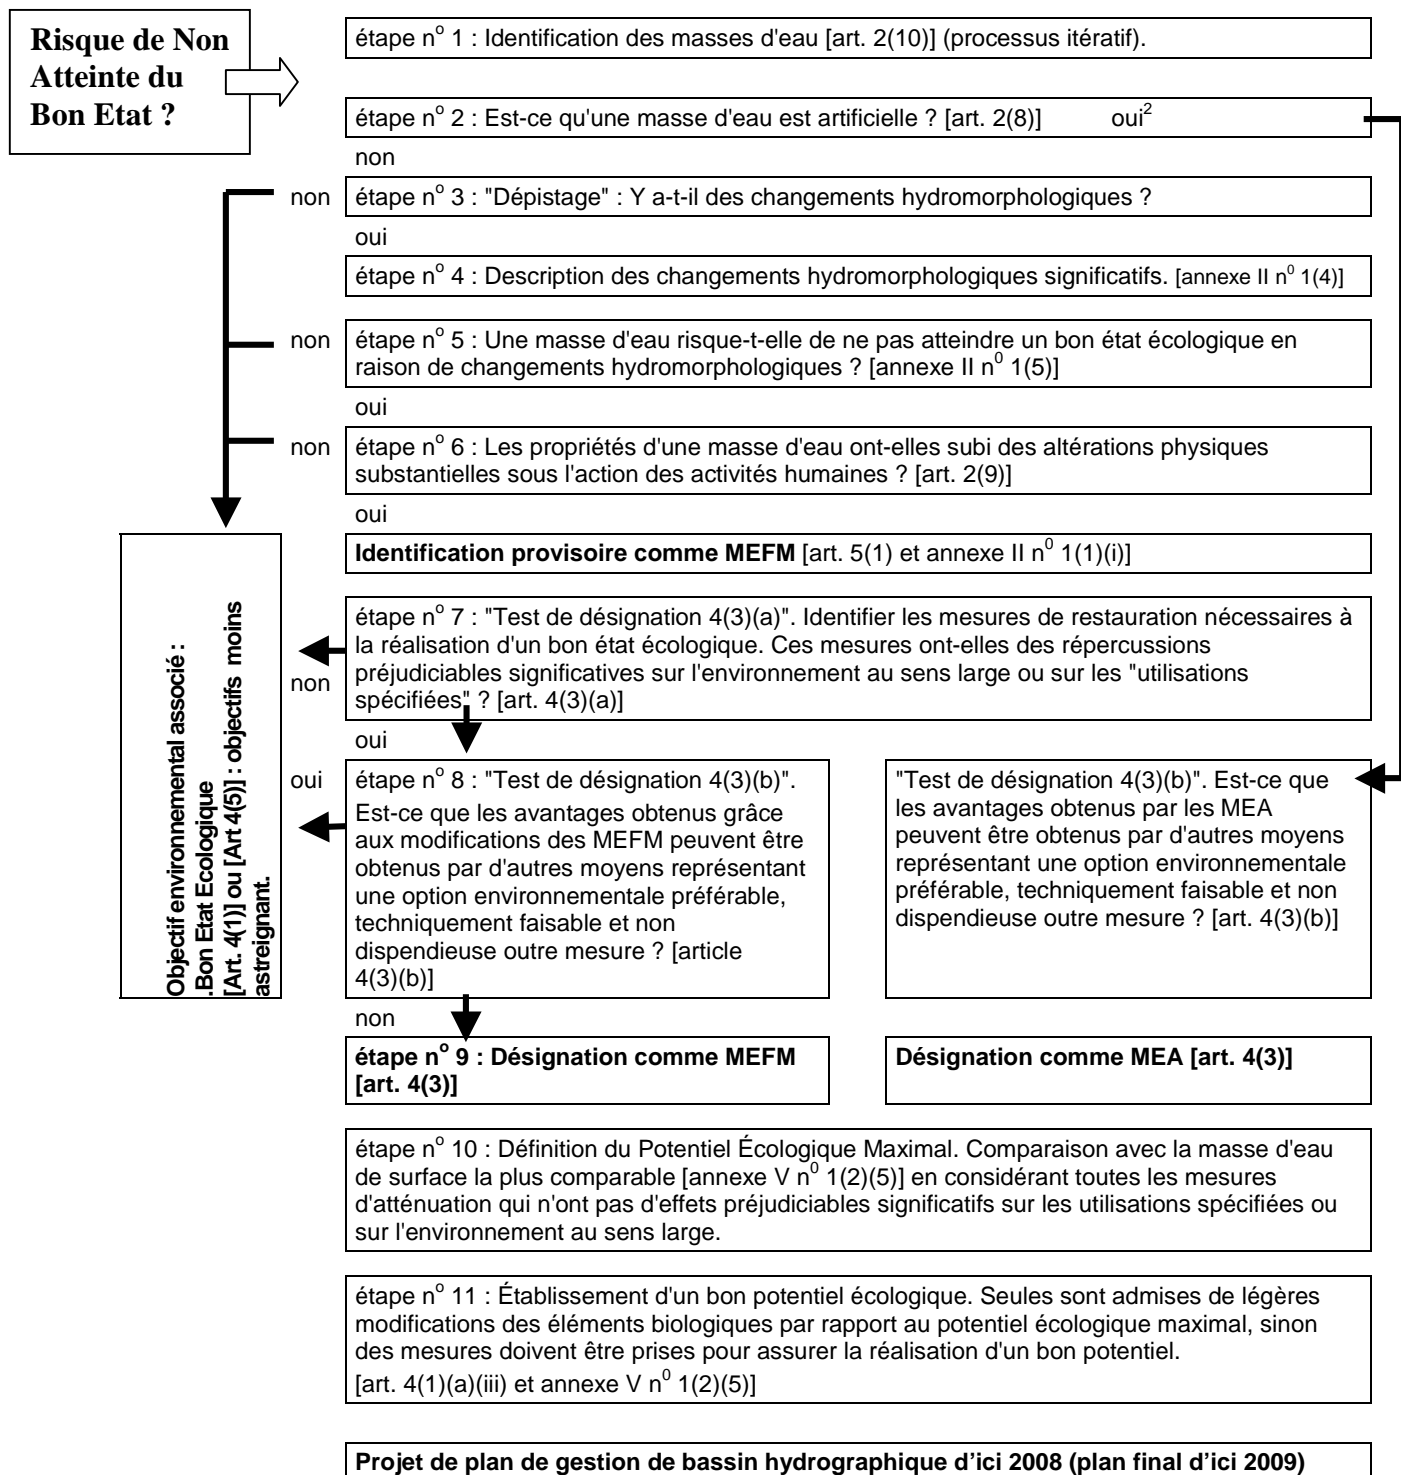 Risque de Non
Atteinte du
Bon Etat ?
étape n° 1 : Identification des masses d'eau [art. 2(10)] (processus itératif).
étape n° 2 : Est-ce qu'une masse d'eau est artificielle ? [art. 2(8)] oui²
non
non
étape n° 3 : "Dépistage" : Y a-t-il des changements hydromorphologiques ?
oui
étape n° 4 : Description des changements hydromorphologiques significatifs. [annexe II n⁰ 1(4)]
non
étape n° 5 : Une masse d'eau risque-t-elle de ne pas atteindre un bon état écologique en
raison de changements hydromorphologiques ? [annexe II n⁰ 1(5)]
oui
non
étape n° 6 : Les propriétés d'une masse d'eau ont-elles subi des altérations physiques
substantielles sous l'action des activités humaines ? [art. 2(9)]
oui
Identification provisoire comme MEFM [art. 5(1) et annexe II n⁰ 1(1)(i)]
étape n° 7 : "Test de désignation 4(3)(a)". Identifier les mesures de restauration nécessaires à
la réalisation d'un bon état écologique. Ces mesures ont-elles des répercussions
préjudiciables significatives sur l'environnement au sens large ou sur les "utilisations
spécifiées" ? [art. 4(3)(a)]
non
oui
Objectif environnemental associé :
.Bon Etat Ecologique
[Art. 4(1)] ou [Art 4(5)] : objectifs moins
astreignant.
oui
étape n° 8 : "Test de désignation 4(3)(b)".
Est-ce que les avantages obtenus grâce
aux modifications des MEFM peuvent être
obtenus par d'autres moyens représentant
une option environnementale préférable,
techniquement faisable et non
dispendieuse outre mesure ? [article
4(3)(b)]
"Test de désignation 4(3)(b)". Est-ce que
les avantages obtenus par les MEA
peuvent être obtenus par d'autres moyens
représentant une option environnementale
préférable, techniquement faisable et non
dispendieuse outre mesure ? [art. 4(3)(b)]
non
étape n° 9 : Désignation comme MEFM
[art. 4(3)]
Désignation comme MEA [art. 4(3)]
étape n° 10 : Définition du Potentiel Écologique Maximal. Comparaison avec la masse d'eau
de surface la plus comparable [annexe V n⁰ 1(2)(5)] en considérant toutes les mesures
d'atténuation qui n'ont pas d'effets préjudiciables significatifs sur les utilisations spécifiées ou
sur l'environnement au sens large.
étape n° 11 : Établissement d'un bon potentiel écologique. Seules sont admises de légères
modifications des éléments biologiques par rapport au potentiel écologique maximal, sinon
des mesures doivent être prises pour assurer la réalisation d'un bon potentiel.
[art. 4(1)(a)(iii) et annexe V n⁰ 1(2)(5)]
Projet de plan de gestion de bassin hydrographique d'ici 2008 (plan final d'ici 2009)